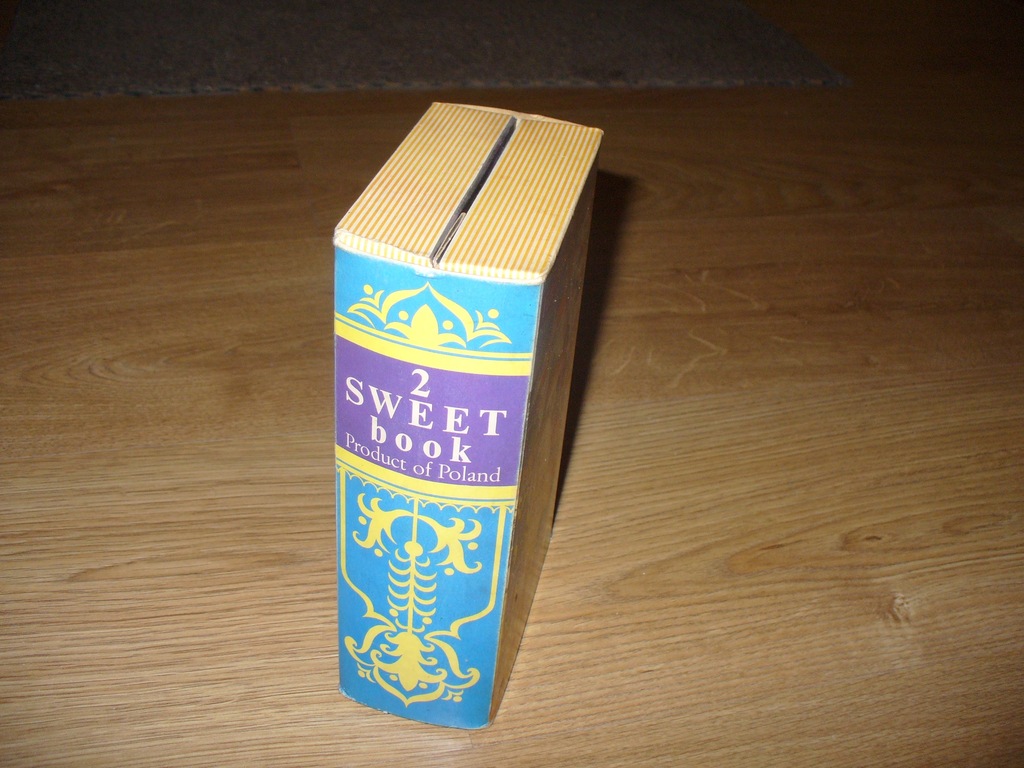 2
SWEET
book
Product of Poland